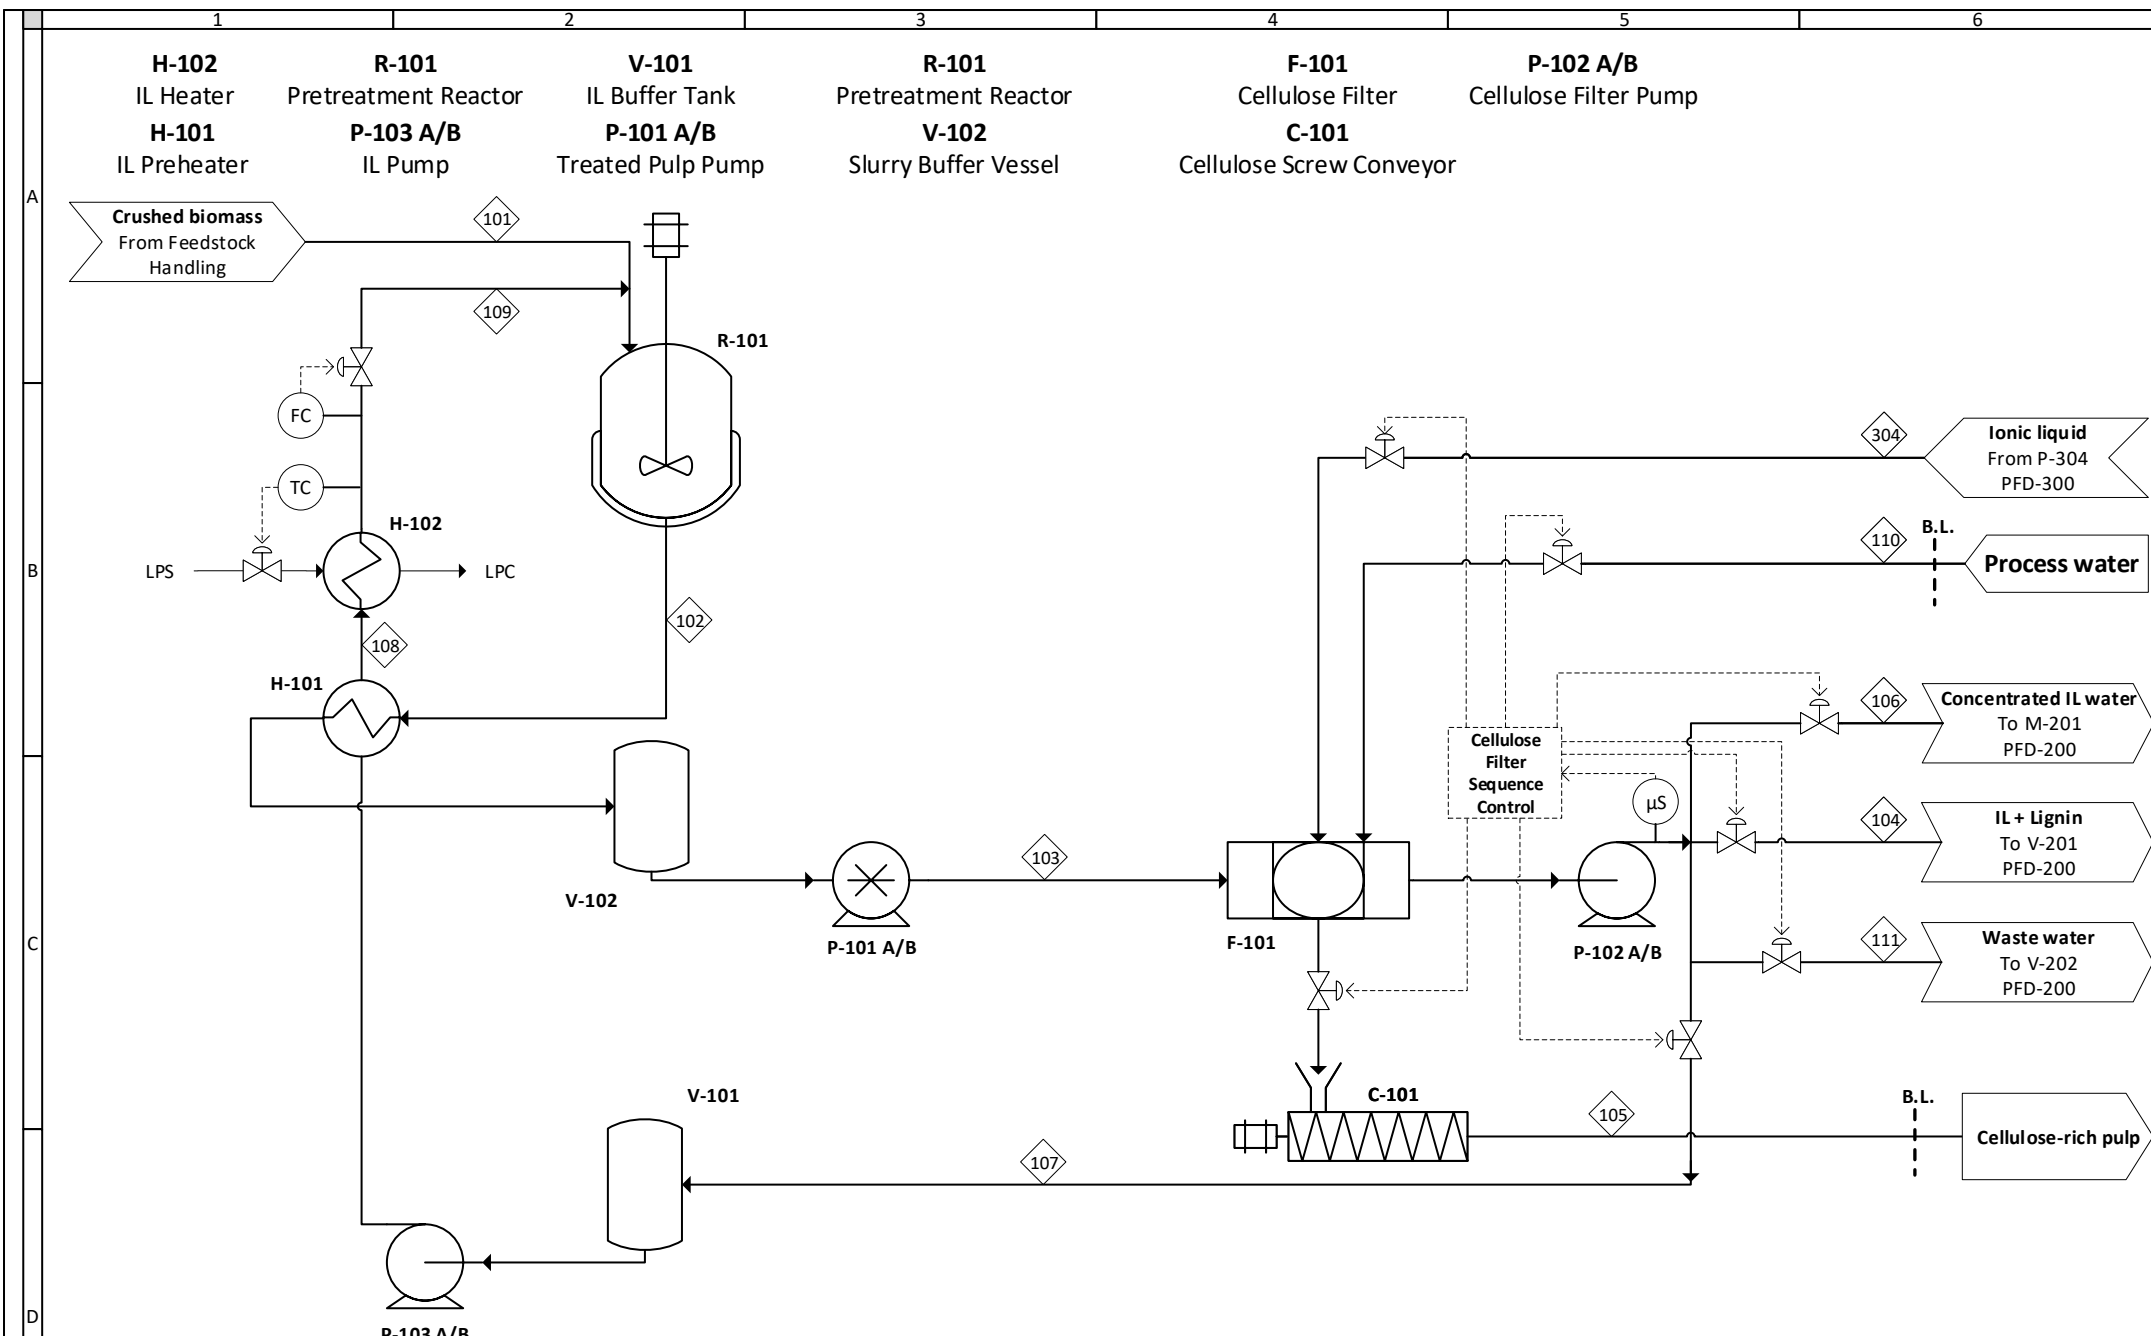 1 2 3 4 5 6
H-102 R-101 V-101 R-101 F-101 P-102 A/B
IL Heater Pretreatment Reactor IL Buffer Tank Pretreatment Reactor Cellulose Filter Cellulose Filter Pump
H-101 P-103 A/B P-101 A/B V-102 C-101
IL Preheater IL Pump Treated Pulp Pump Slurry Buffer Vessel Cellulose Screw Conveyor
A
Crushed biomass
From Feedstock
Handling
101
109
R-101
FC
TC
H-102
LPS
LPC
B
102
108
H-101
304
Ionic liquid
From P-304
PFD-300
110
B.L.
Process water
106
Concentrated IL water
To M-201
PFD-200
Cellulose
Filter
Sequence
Control
µS
104
IL + Lignin
To V-201
PFD-200
V-102
103
P-101 A/B
F-101
P-102 A/B
C
111
Waste water
To V-202
PFD-200
V-101
C-101
105
B.L.
Cellulose-rich pulp
107
D
P-103 A/B